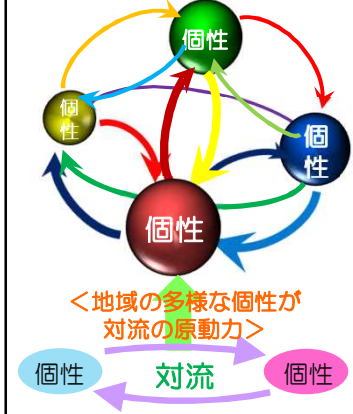 個性
個
性
個
性
個性
＜地域の多様な個性が
対流の原動力＞
個性 対流 個性